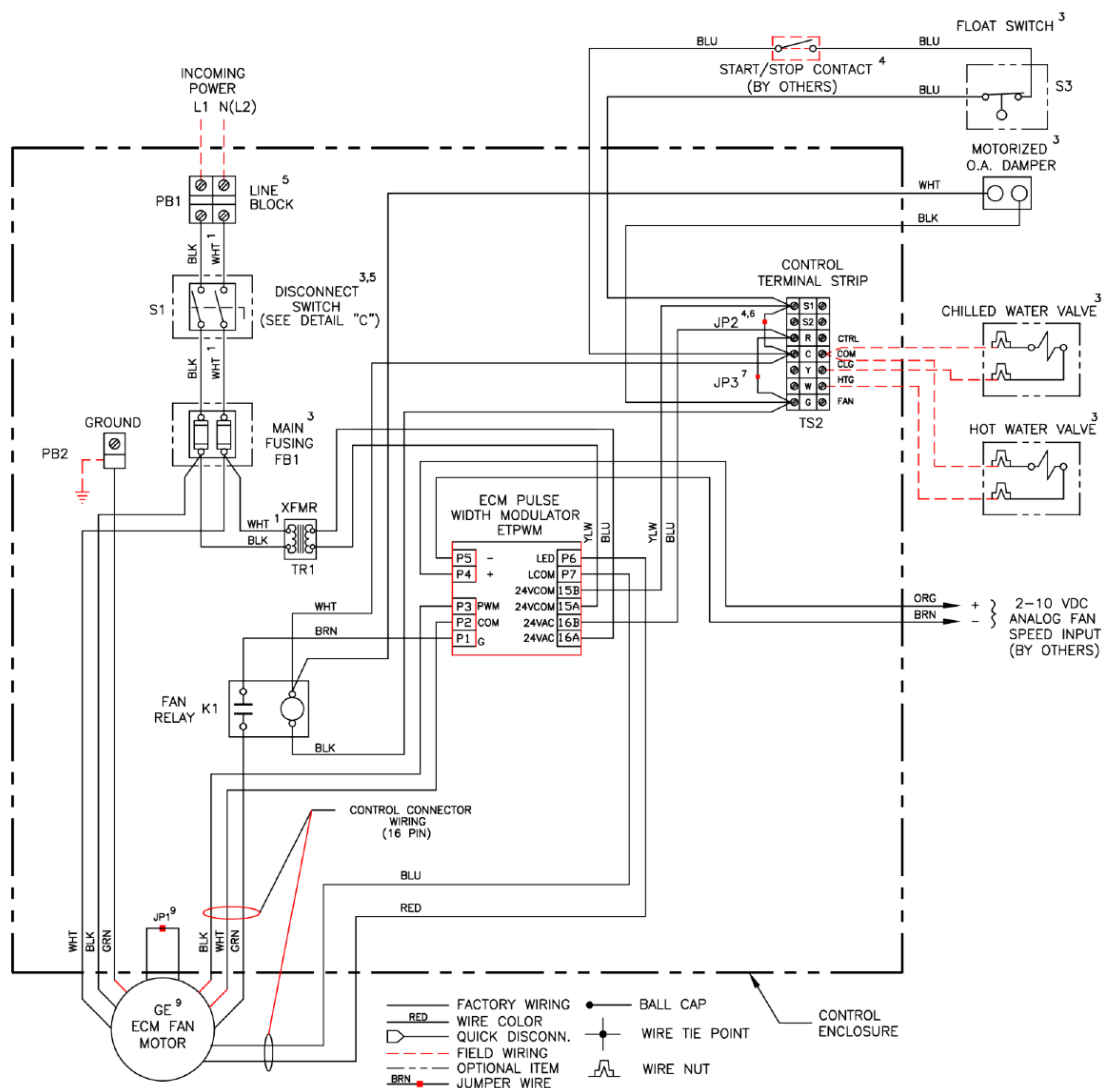 FLOAT SWITCH 3
BLU
BLU
START/STOP CONTACT 4
(BY OTHERS)
BLU
S3
INCOMING
POWER
L1 N(L2)
MOTORIZED 3
O.A. DAMPER
WHT
BLK
PB1
LINE 5
BLOCK
BLK
WHT 1
S1
DISCONNECT 3,5
SWITCH
(SEE DETAIL "C")
BLK
WHT 1
CONTROL
TERMINAL STRIP
S1
S2
R CTRL
C COM
Y CLG
W HTG
G FAN
TS2
JP2 4,6
JP3 7
CHILLED WATER VALVE 3
HOT WATER VALVE 3
GROUND
PB2
MAIN 3
FUSING
FB1
XFMR
WHT 1
BLK
TR1
ECM PULSE
WIDTH MODULATOR
ETPWM
YLW
BLU
YLW
BLU
P5 -
P4 +
P3 PWM
P2 COM
P1 G
LED P6
LCOM P7
24VCOM 15B
24VCOM 15A
24VAC 16B
24VAC 16A
WHT
BRN
ORG +
BRN -
2-10 VDC
ANALOG FAN
SPEED INPUT
(BY OTHERS)
FAN
RELAY K1
BLK
CONTROL CONNECTOR
WIRING
(16 PIN)
BLU
RED
JP1 9
WHT
BLK
GRN
BLK
WHT
GRN
GE 9
ECM FAN
MOTOR
FACTORY WIRING
RED WIRE COLOR
QUICK DISCONN.
FIELD WIRING
OPTIONAL ITEM
BRN JUMPER WIRE
BALL CAP
WIRE TIE POINT
WIRE NUT
CONTROL
ENCLOSURE